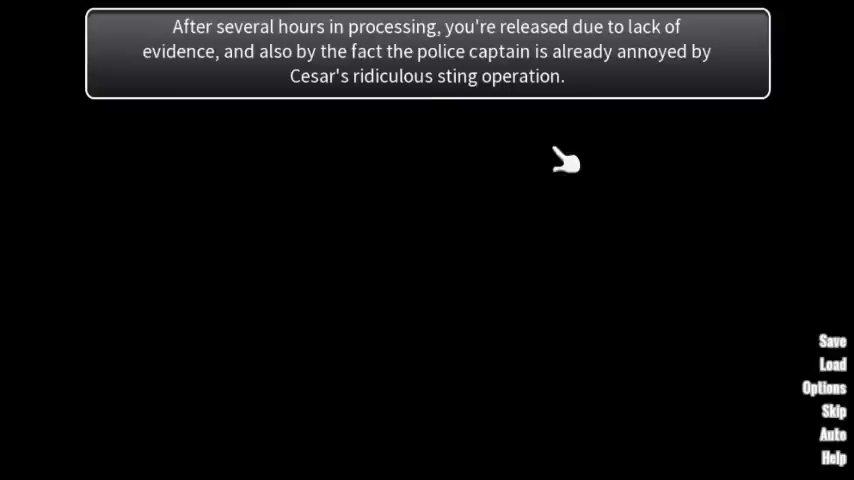 After several hours in processing, you're released due to lack of
evidence, and also by the fact the police captain is already annoyed by
Cesar's ridiculous sting operation.
Save
Load
Options
Skip
Auto
Help